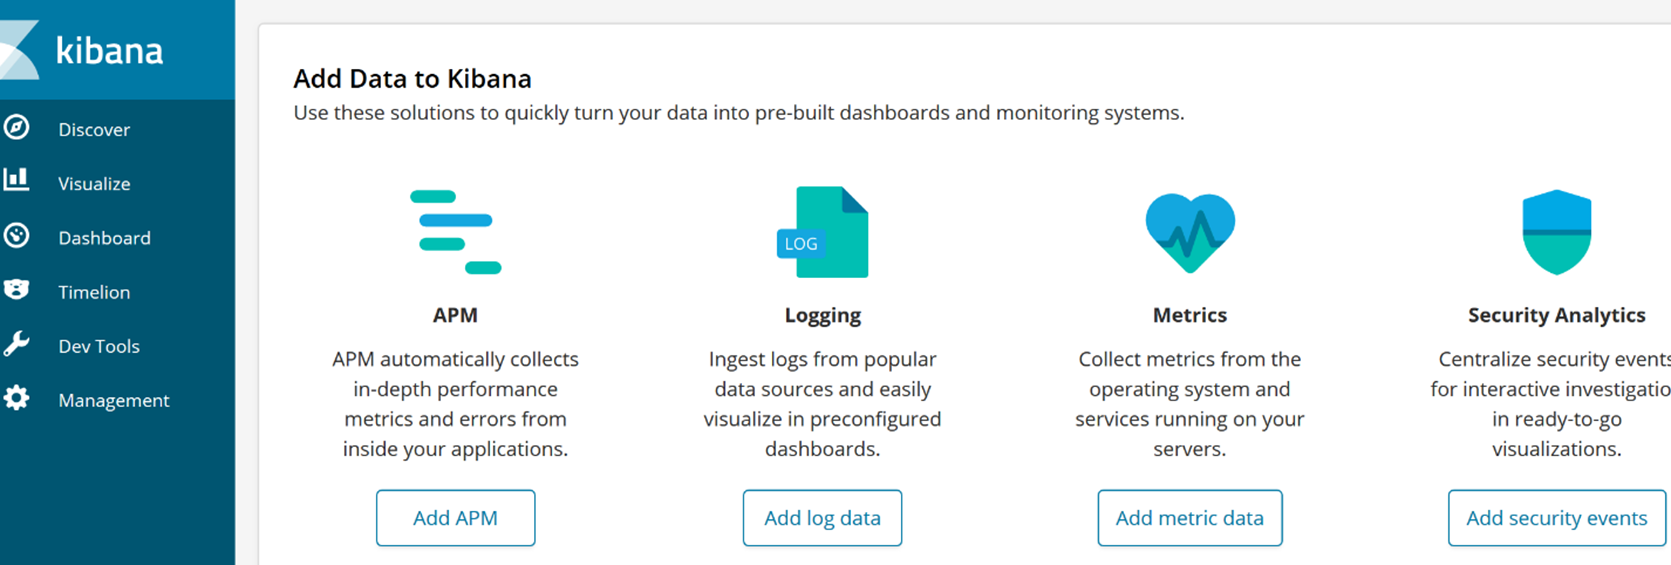 kibana
Discover
Visualize
Dashboard
Timelion
Dev Tools
Management
Add Data to Kibana
Use these solutions to quickly turn your data into pre-built dashboards and monitoring systems.
APM
APM automatically collects
in-depth performance
metrics and errors from
inside your applications.
Add APM
LOG
Logging
Ingest logs from popular
data sources and easily
visualize in preconfigured
dashboards.
Add log data
Metrics
Collect metrics from the
operating system and
services running on your
servers.
Add metric data
Security Analytics
Centralize security events
for interactive investigatio
in ready-to-go
visualizations.
Add security events